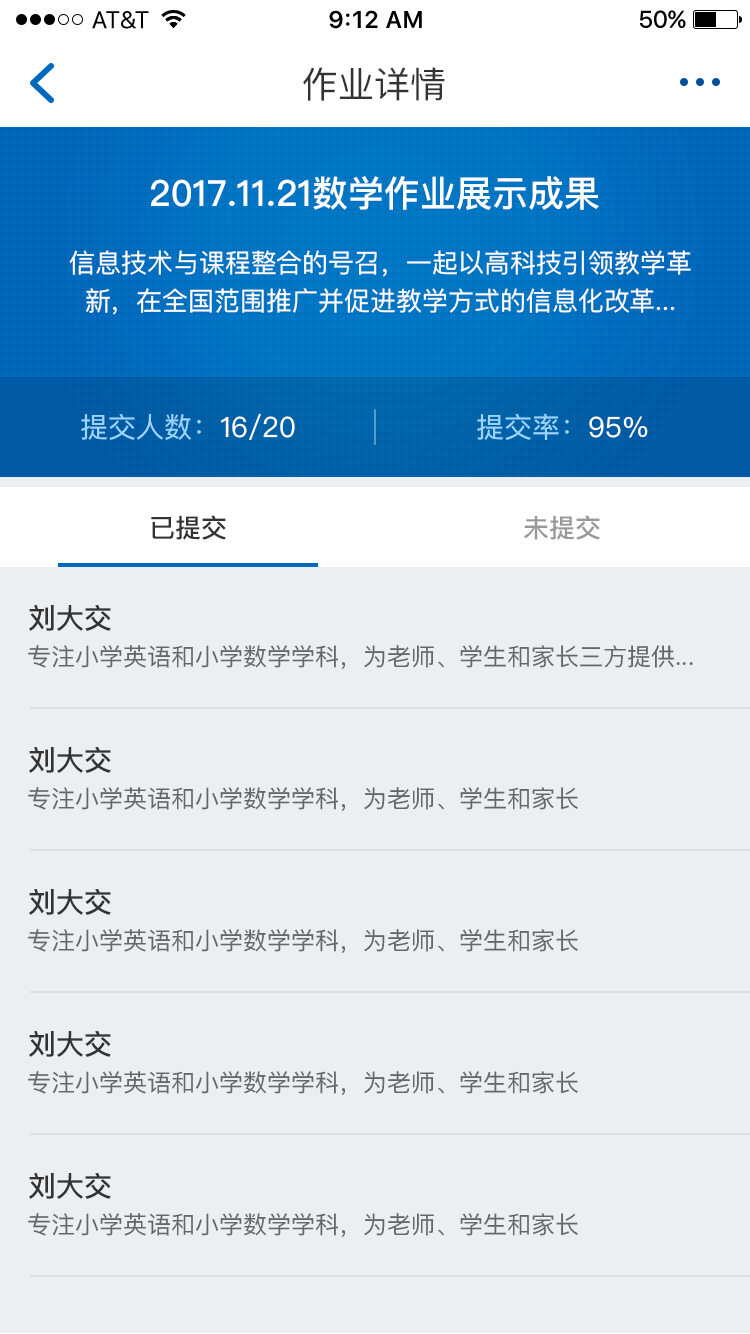 AT&T 9:12 AM 50%
作业详情
2017.11.21数学作业展示成果
信息技术与课程整合的号召，一起以高科技引领教学革
新，在全国范围推广并促进教学方式的信息化改革...
提交人数：16/20 提交率：95%
已提交 未提交
刘大交
专注小学英语和小学数学学科，为老师、学生和家长三方提供...
刘大交
专注小学英语和小学数学学科，为老师、学生和家长
刘大交
专注小学英语和小学数学学科，为老师、学生和家长
刘大交
专注小学英语和小学数学学科，为老师、学生和家长
刘大交
专注小学英语和小学数学学科，为老师、学生和家长